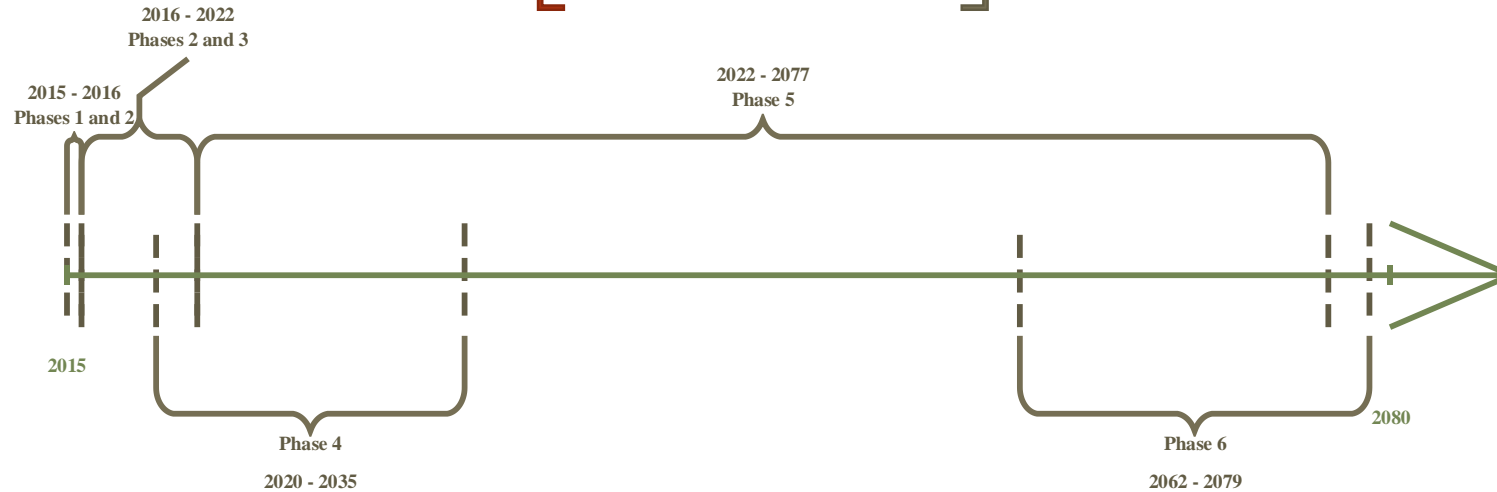 2016 - 2022
Phases 2 and 3
2015 - 2016
Phases 1 and 2
2022 - 2077
Phase 5
2015
2080
Phase 4
2020 - 2035
Phase 6
2062 - 2079